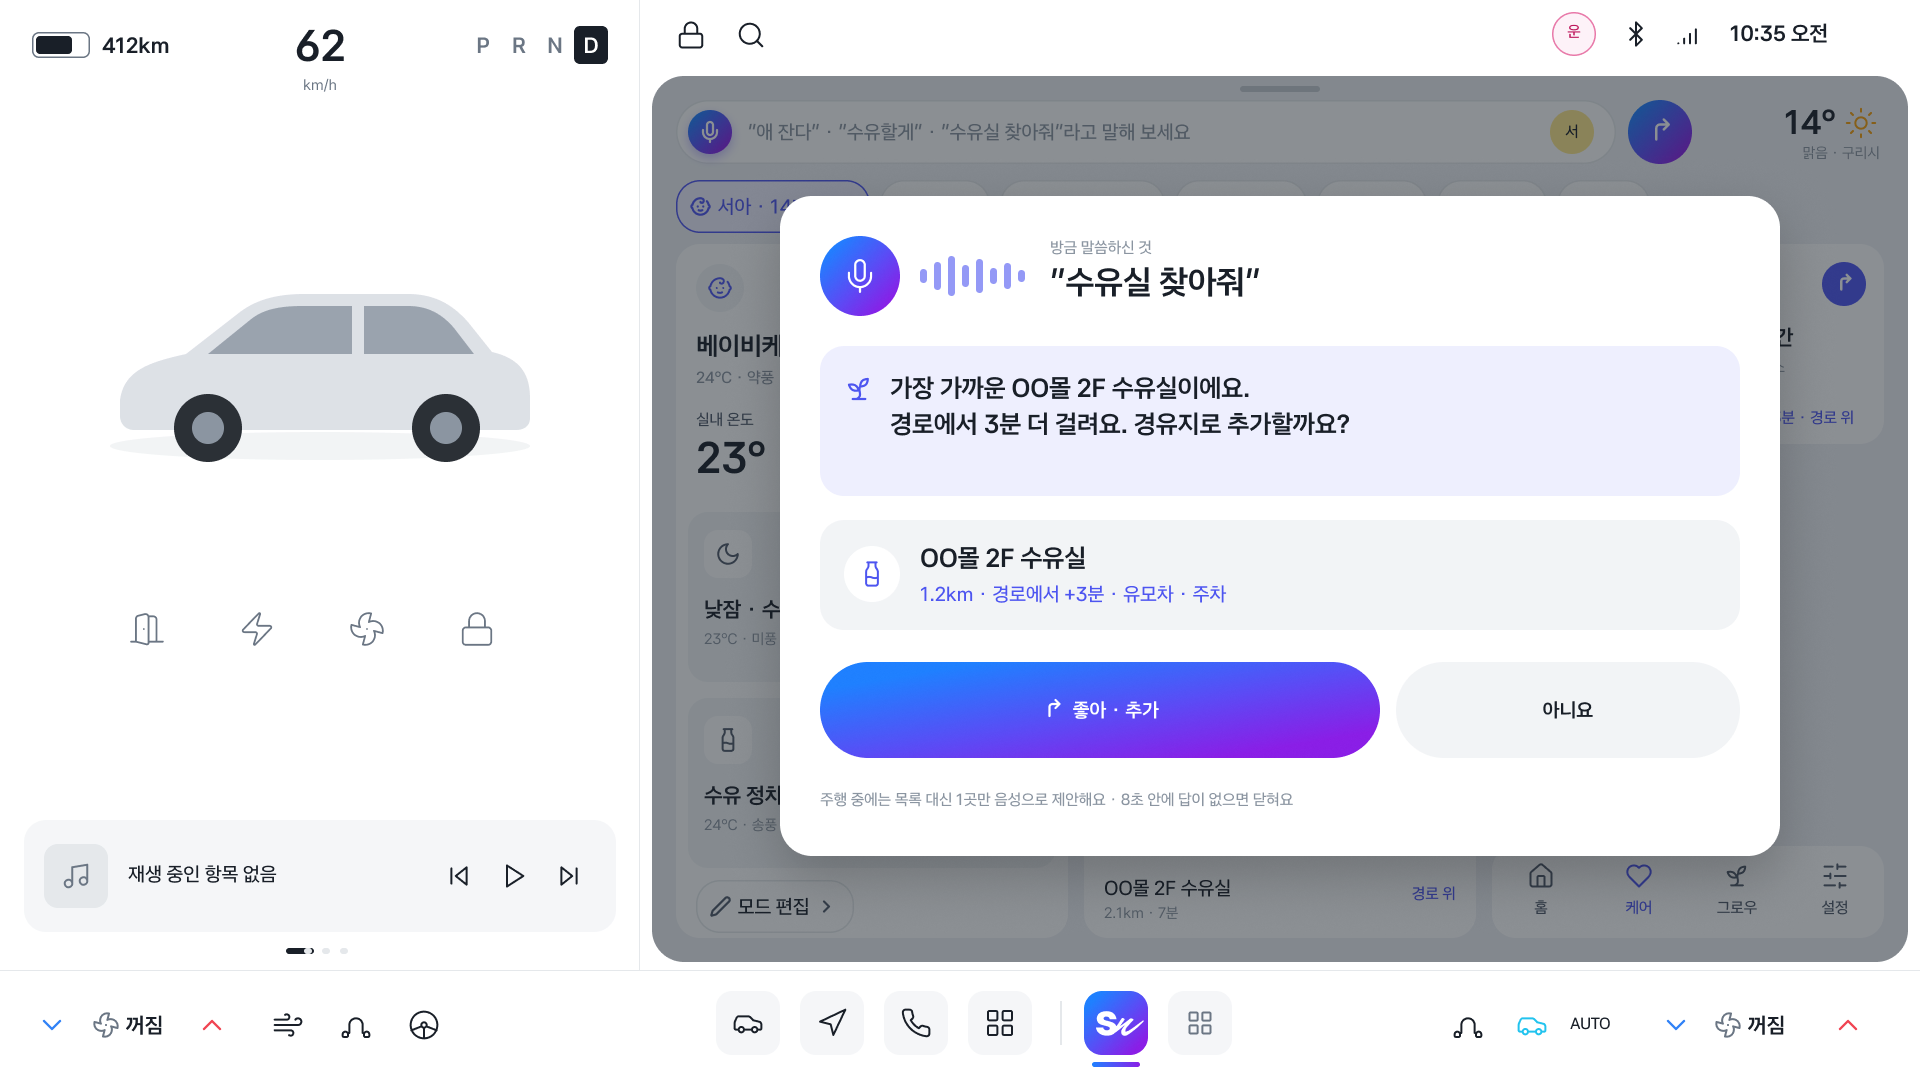 412km
62
km/h
P R N D
운
10:35 오전
"애 잔다" · "수유할게" · "수유실 찾아줘"라고 말해 보세요
서
14°
맑음 · 구리시
서아 · 14
방금 말씀하신 것
"수유실 찾아줘"
가장 가까운 OO몰 2F 수유실이에요.
경로에서 3분 더 걸려요. 경유지로 추가할까요?
OO몰 2F 수유실
1.2km · 경로에서 +3분 · 유모차 · 주차
좋아 · 추가
아니요
주행 중에는 목록 대신 1곳만 음성으로 제안해요 · 8초 안에 답이 없으면 닫혀요
베이비케
24°C · 약풍
실내 온도
23°
낮잠 · 수
23°C · 미풍
수유 정차
24°C · 송풍
모드 편집
간
분 · 경로 위
OO몰 2F 수유실
2.1km · 7분
경로 위
홈
케어
그로우
설정
재생 중인 항목 없음
꺼짐
Su
AUTO
꺼짐